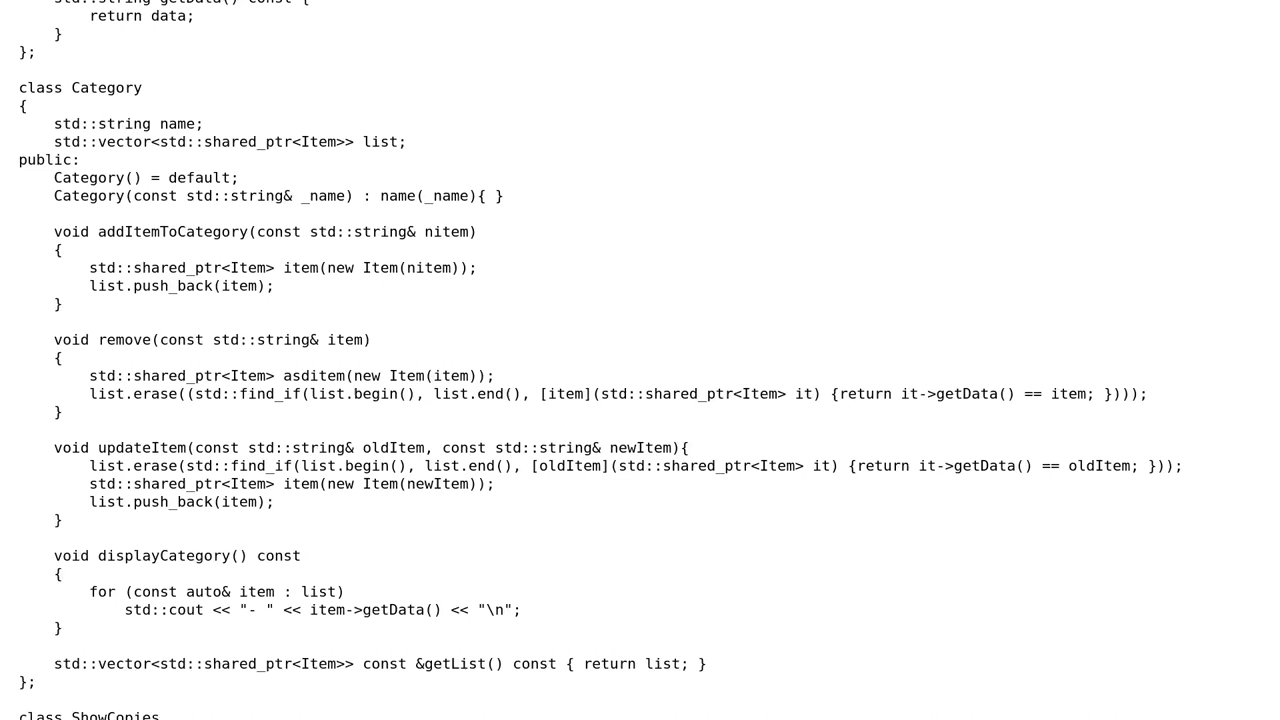 std::string getData() const {
        return data;
    }
};

class Category
{
    std::string name;
    std::vector<std::shared_ptr<Item>> list;
public:
    Category() = default;
    Category(const std::string& _name) : name(_name){ }

    void addItemToCategory(const std::string& nitem)
    {
        std::shared_ptr<Item> item(new Item(nitem));
        list.push_back(item);
    }

    void remove(const std::string& item)
    {
        std::shared_ptr<Item> asditem(new Item(item));
        list.erase((std::find_if(list.begin(), list.end(), [item](std::shared_ptr<Item> it) {return it->getData() == item; })));
    }

    void updateItem(const std::string& oldItem, const std::string& newItem){
        list.erase(std::find_if(list.begin(), list.end(), [oldItem](std::shared_ptr<Item> it) {return it->getData() == oldItem; }));
        std::shared_ptr<Item> item(new Item(newItem));
        list.push_back(item);
    }

    void displayCategory() const
    {
        for (const auto& item : list)
            std::cout << "- " << item->getData() << "\n";
    }

    std::vector<std::shared_ptr<Item>> const &getList() const { return list; }
};

class ShowCopies